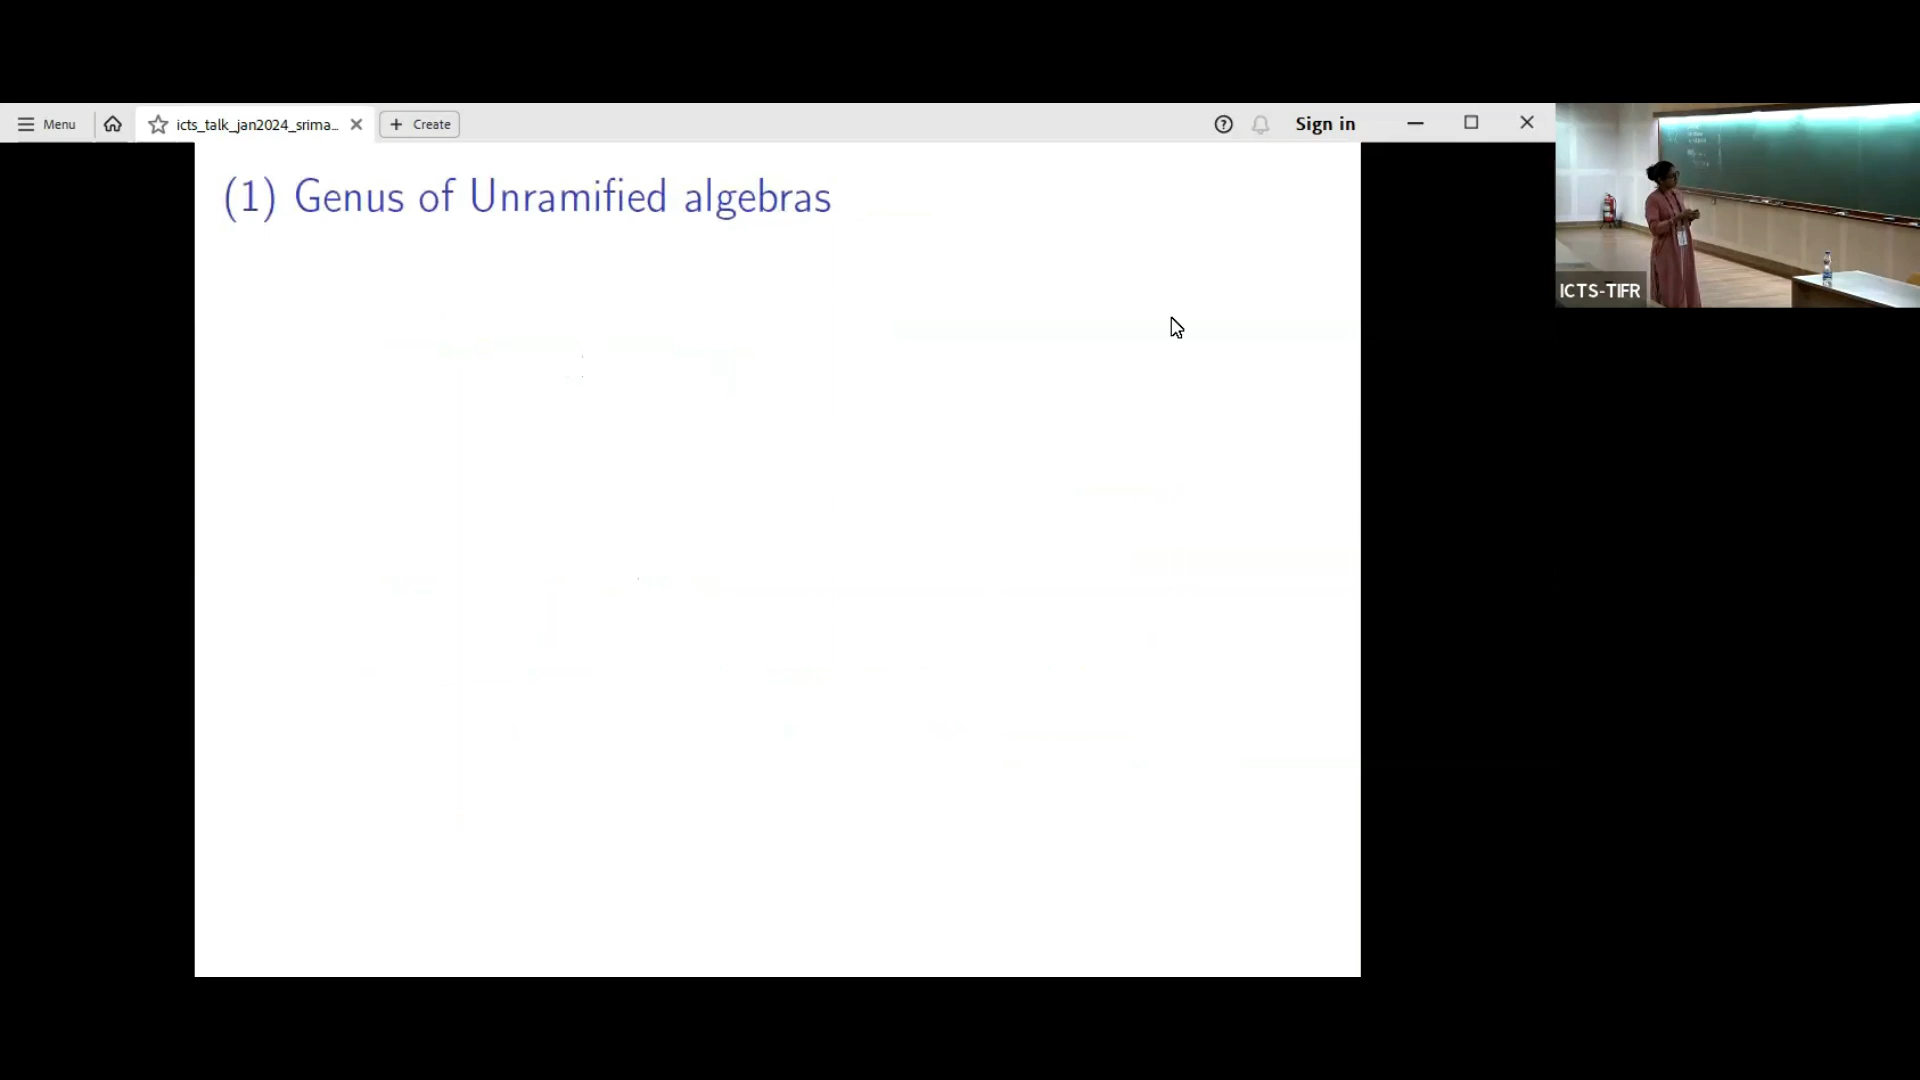 Menu
icts_talk_jan2024_srima...
Create
Sign in
(1) Genus of Unramified algebras
ICTS-TIFR